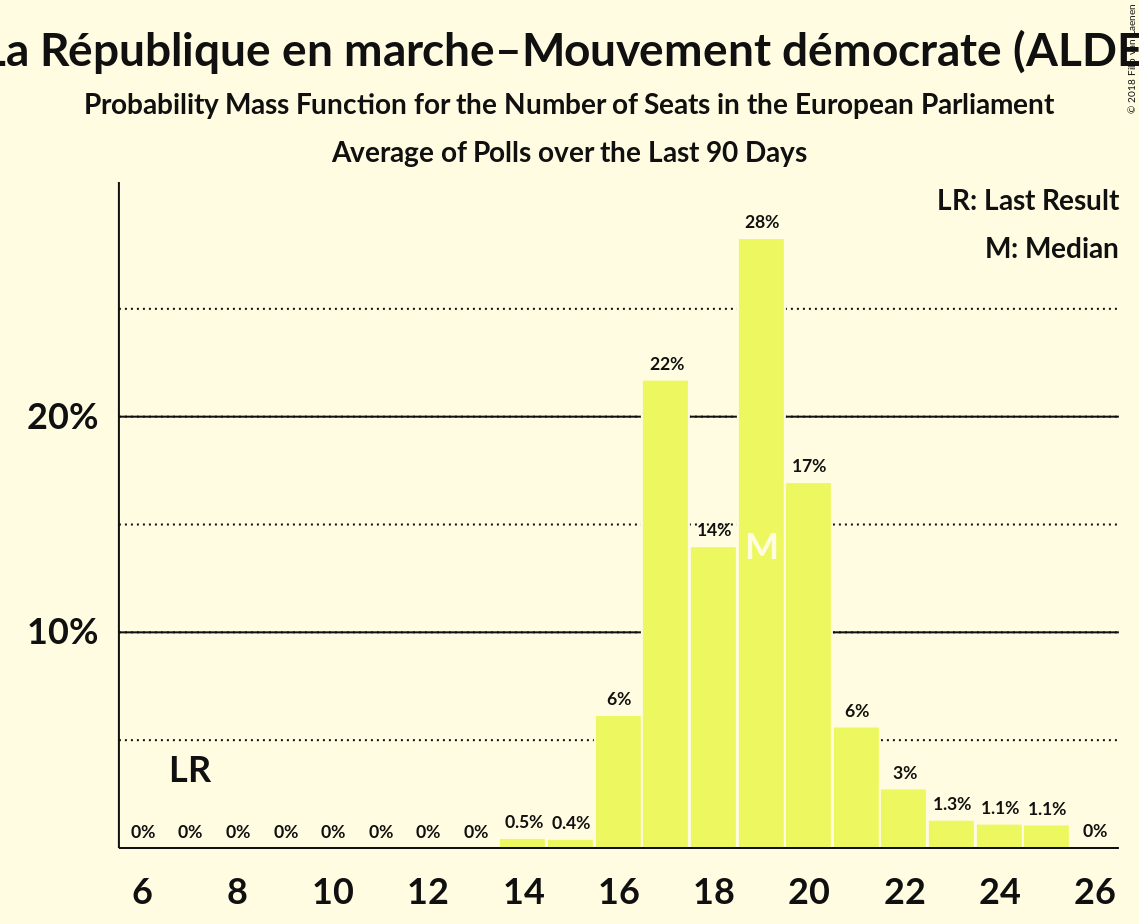 La République en marche–Mouvement démocrate (ALDE
Probability Mass Function for the Number of Seats in the European Parliament
Average of Polls over the Last 90 Days
© 2018
LR: Last Result
M: Median
28%
22%
20%
17%
14%
M
10%
6%
6%
LR
3%
0% 0% 0% 0% 0% 0% 0% 0% 0.5% 0.4% 1.3% 1.1% 1.1% 0%
6 8 10 12 14 16 18 20 22 24 26